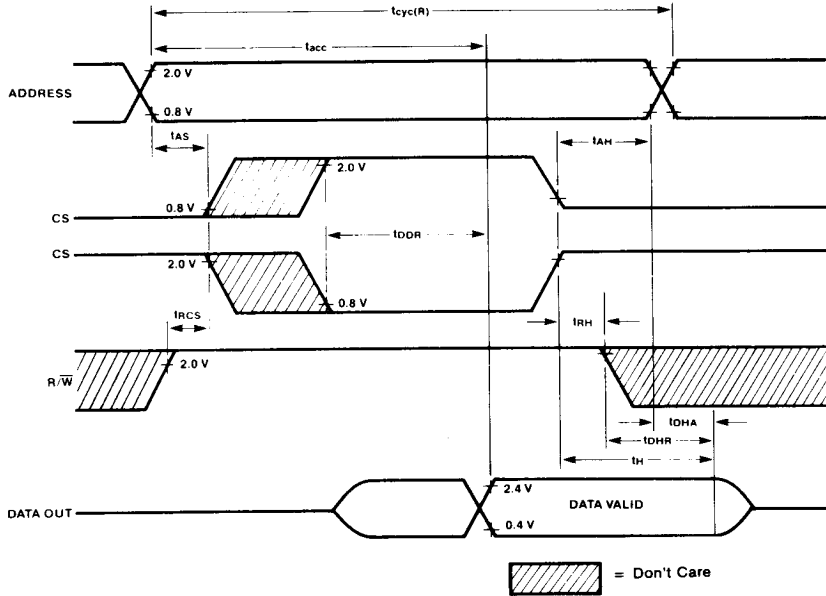 tcyc(R)
tacc
ADDRESS
2.0 V
0.8 V
tAS
tAH
2.0 V
0.8 V
CS
tDDR
CS
2.0 V
0.8 V
tRCS
tRH
R/W̅
2.0 V
tDHA
tDHR
tH
DATA OUT
2.4 V
DATA VALID
0.4 V
= Don't Care